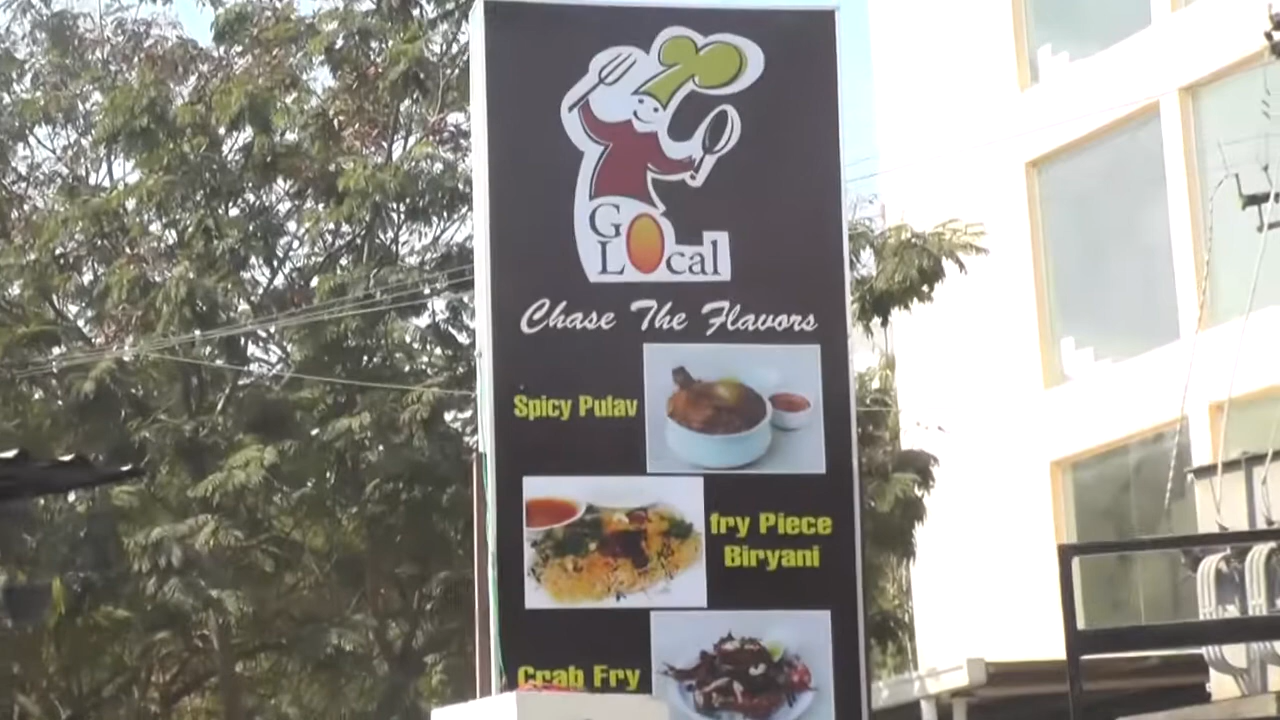 GO
LOcal
Chase The Flavors
Spicy Pulav
fry Piece
Biryani
Crab Fry